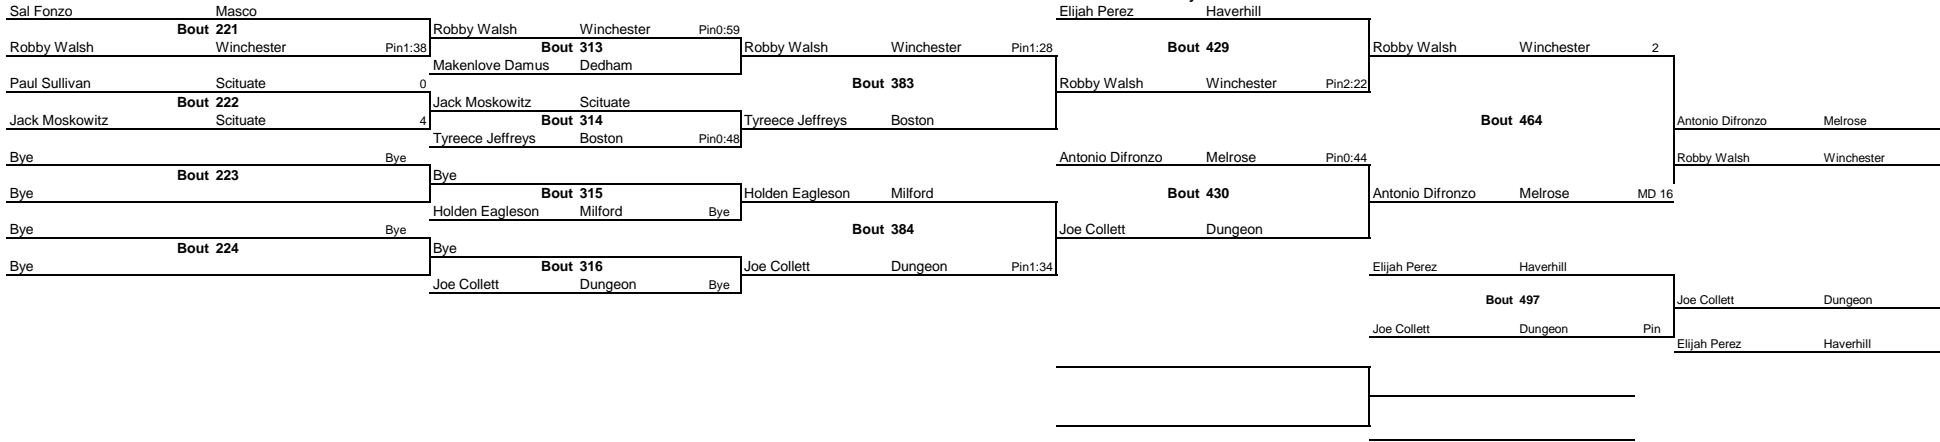 Sal Fonzo Masco
Bout 221
Robby Walsh Winchester Pin1:38
Paul Sullivan Scituate 0
Bout 222
Jack Moskowitz Scituate 4
Bye Bye
Bout 223
Bye
Bye Bye
Bout 224
Bye
Robby Walsh Winchester Pin0:59
Bout 313
Makenlove Damus Dedham
Jack Moskowitz Scituate
Bout 314
Tyreece Jeffreys Boston Pin0:48
Bye
Bout 315
Holden Eagleson Milford Bye
Bye
Bout 316
Joe Collett Dungeon Bye
Robby Walsh Winchester Pin1:28
Bout 383
Tyreece Jeffreys Boston
Holden Eagleson Milford
Bout 384
Joe Collett Dungeon Pin1:34
Elijah Perez Haverhill
Bout 429
Robby Walsh Winchester Pin2:22
Antonio Difronzo Melrose Pin0:44
Bout 430
Joe Collett Dungeon
Robby Walsh Winchester 2
Bout 464
Antonio Difronzo Melrose MD 16
Elijah Perez Haverhill
Bout 497
Joe Collett Dungeon Pin
Antonio Difronzo Melrose
Robby Walsh Winchester
Joe Collett Dungeon
Elijah Perez Haverhill